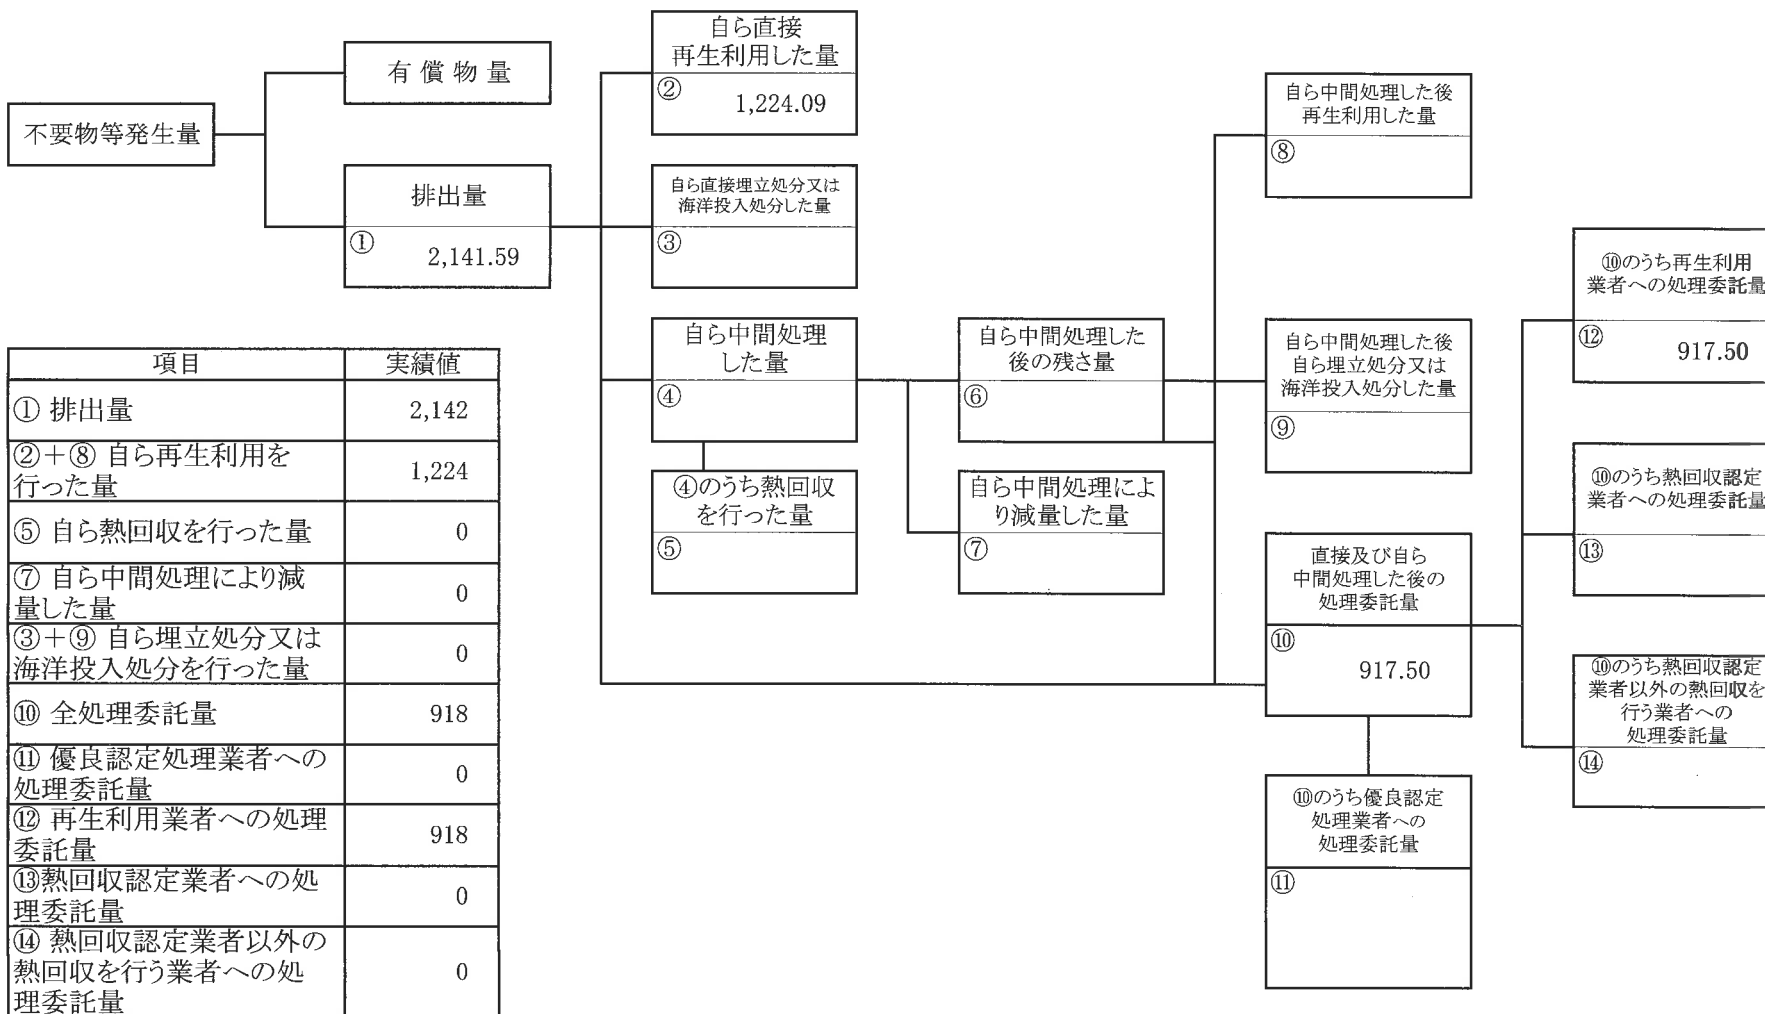 不要物等発生量
有償物量
排出量
①
2,141.59
自ら直接
再生利用した量
②
1,224.09
自ら直接埋立処分又は
海洋投入処分した量
③
自ら中間処理
した量
④
④のうち熱回収
を行った量
⑤
自ら中間処理した
後の残さ量
⑥
自ら中間処理によ
り減量した量
⑦
自ら中間処理した後
再生利用した量
⑧
自ら中間処理した後
自ら埋立処分又は
海洋投入処分した量
⑨
直接及び自ら
中間処理した後の
処理委託量
⑩
917.50
⑩のうち優良認定
処理業者への
処理委託量
⑪
⑩のうち再生利用
業者への処理委託量
⑫
917.50
⑩のうち熱回収認定
業者への処理委託量
⑬
⑩のうち熱回収認定
業者以外の熱回収を
行う業者への
処理委託量
⑭
項目 実績値
① 排出量 2,142
②＋⑧ 自ら再生利用を
行った量 1,224
⑤ 自ら熱回収を行った量 0
⑦ 自ら中間処理により減
量した量 0
③＋⑨ 自ら埋立処分又は
海洋投入処分を行った量 0
⑩ 全処理委託量 918
⑪ 優良認定処理業者への
処理委託量 0
⑫ 再生利用業者への処理
委託量 918
⑬熱回収認定業者への処
理委託量 0
⑭ 熱回収認定業者以外の
熱回収を行う業者への処
理委託量 0